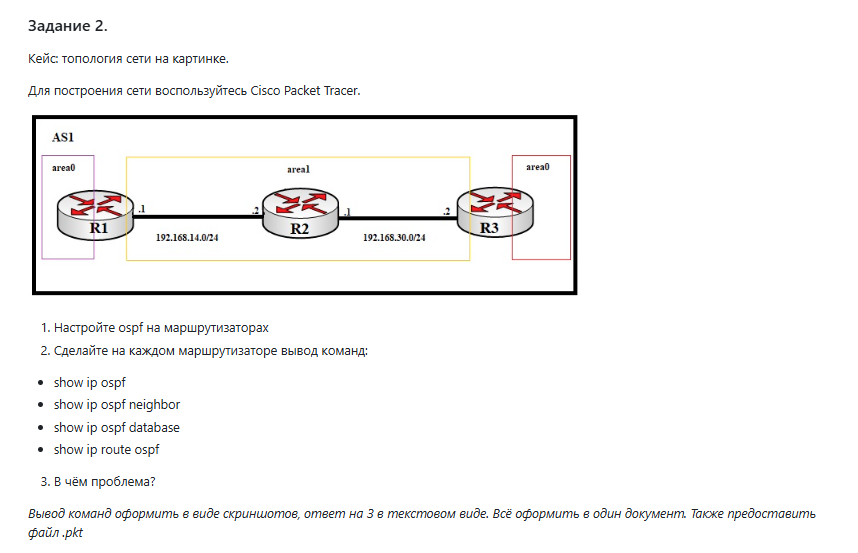 Задание 2.
Кейс: топология сети на картинке.
Для построения сети воспользуйтесь Cisco Packet Tracer.
AS1
area0
area1
area0
.1
.2
.1
.2
R1
R2
R3
192.168.14.0/24
192.168.30.0/24
1. Настройте ospf на маршрутизаторах
2. Сделайте на каждом маршрутизаторе вывод команд:
• show ip ospf
• show ip ospf neighbor
• show ip ospf database
• show ip route ospf
3. В чём проблема?
Вывод команд оформить в виде скриншотов, ответ на 3 в текстовом виде. Всё оформить в один документ. Также предоставить
файл .pkt